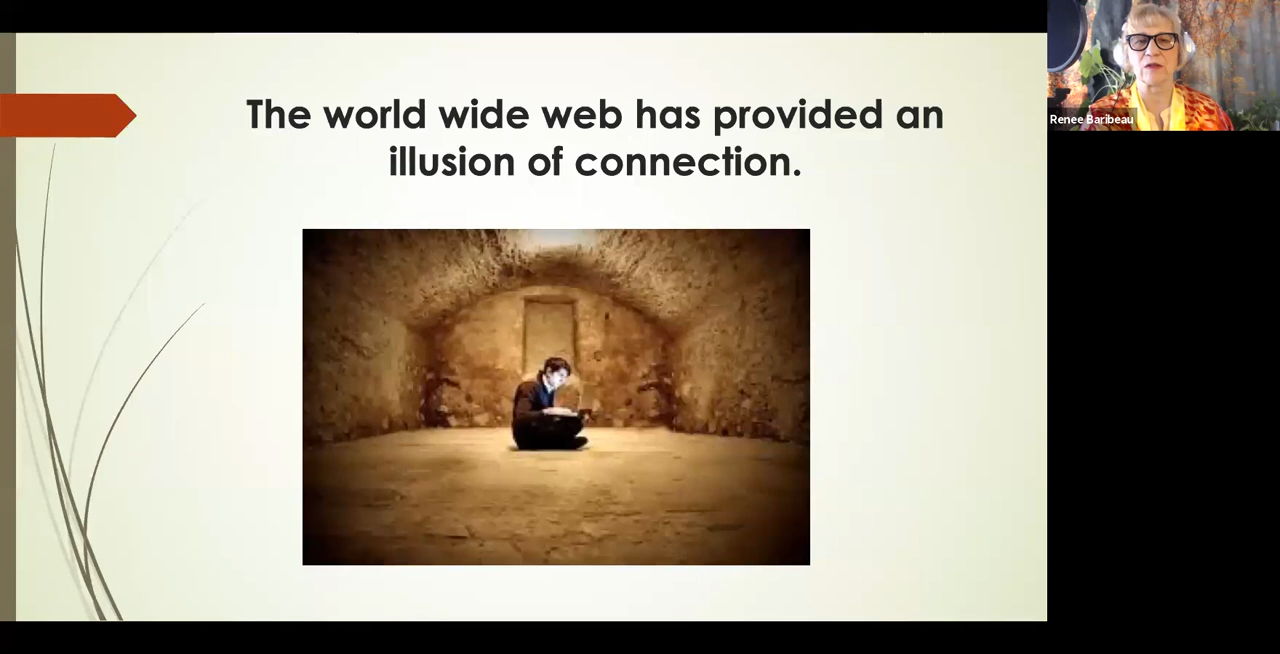 The world wide web has provided an
illusion of connection.
Renee Baribeau